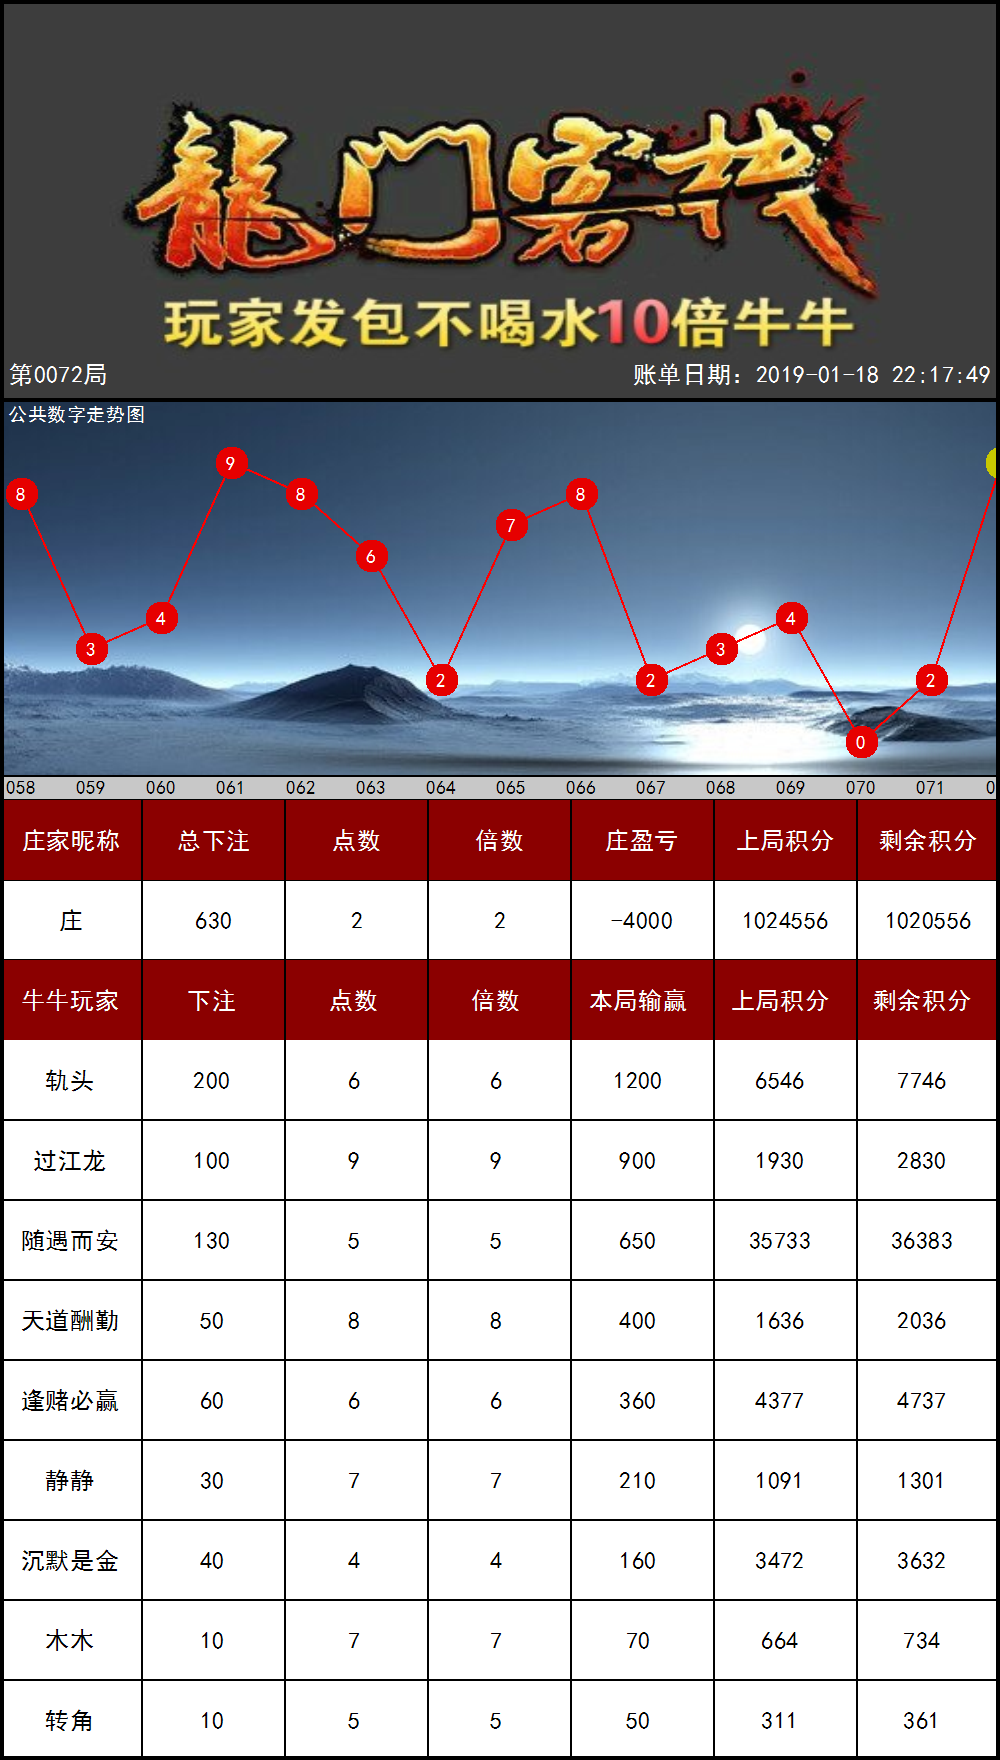 龍门客栈
玩家发包不喝水10倍牛牛
第0072局 账单日期：2019-01-18 22:17:49
公共数字走势图
8 3 4 9 8 6 2 7 8 2 3 4 0 2
058 059 060 061 062 063 064 065 066 067 068 069 070 071 0
庄家昵称 总下注 点数 倍数 庄盈亏 上局积分 剩余积分
庄 630 2 2 -4000 1024556 1020556
牛牛玩家 下注 点数 倍数 本局输赢 上局积分 剩余积分
轨头 200 6 6 1200 6546 7746
过江龙 100 9 9 900 1930 2830
随遇而安 130 5 5 650 35733 36383
天道酬勤 50 8 8 400 1636 2036
逢赌必赢 60 6 6 360 4377 4737
静静 30 7 7 210 1091 1301
沉默是金 40 4 4 160 3472 3632
木木 10 7 7 70 664 734
转角 10 5 5 50 311 361